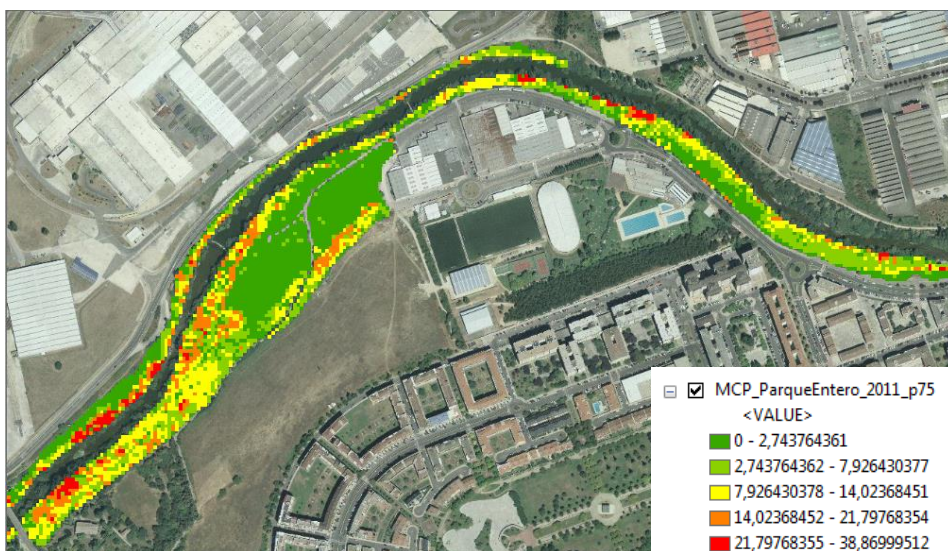 MCP_ParqueEntero_2011_p75
<VALUE>
0 - 2,743764361
2,743764362 - 7,926430377
7,926430378 - 14,02368451
14,02368452 - 21,79768354
21,79768355 - 38,86999512